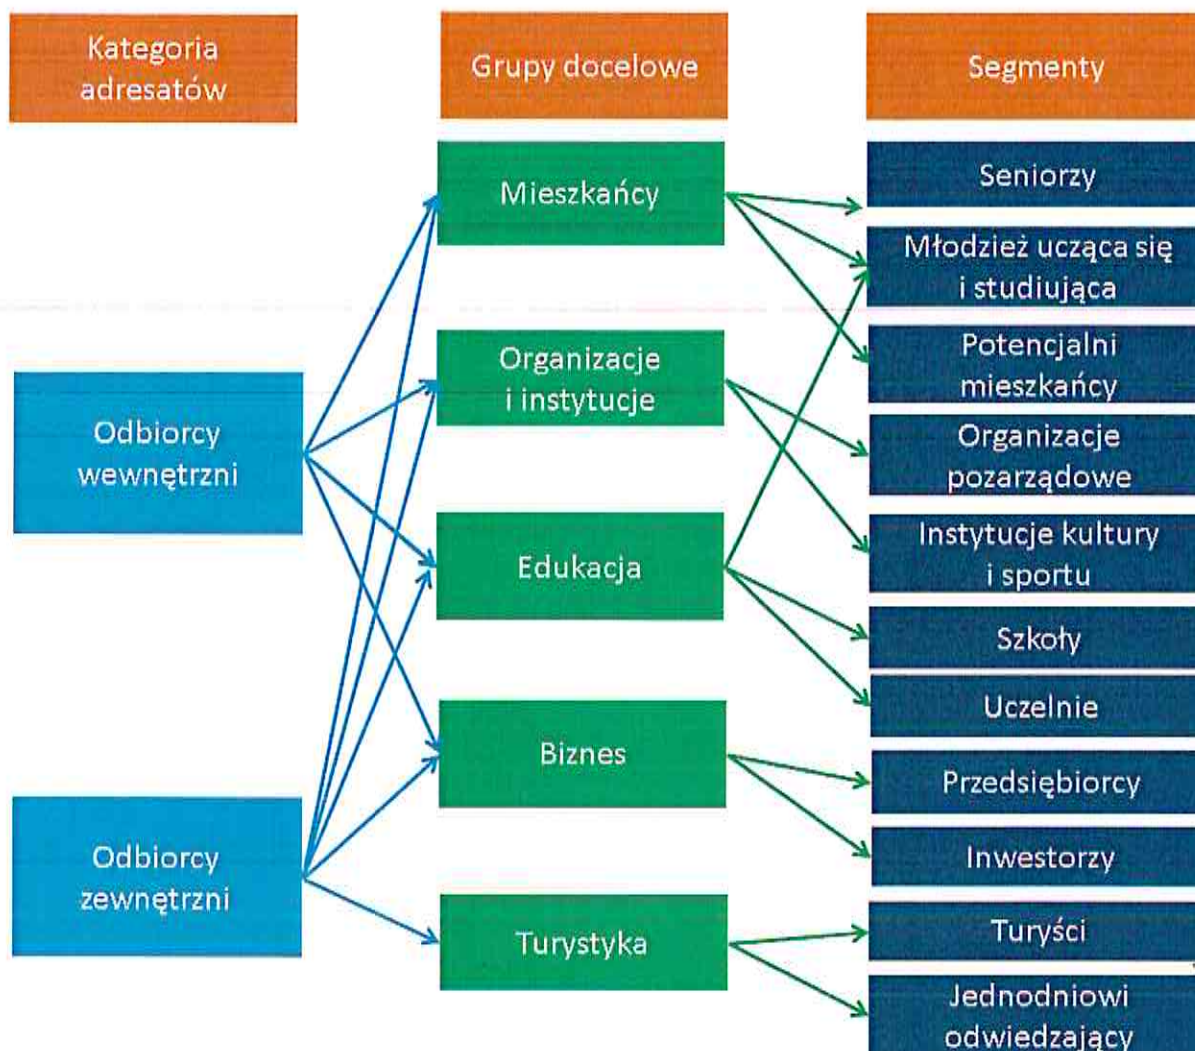 Kategoria
adresatów
Grupy docelowe
Segmenty
Mieszkańcy
Seniorzy
Młodzież ucząca się
i studiująca
Organizacje
i instytucje
Potencjalni
mieszkańcy
Odbiorcy
wewnętrzni
Organizacje
pozarządowe
Edukacja
Instytucje kultury
i sportu
Szkoły
Uczelnie
Biznes
Przedsiębiorcy
Odbiorcy
zewnętrzni
Inwestorzy
Turystyka
Turyści
Jednodniowi
odwiedzający